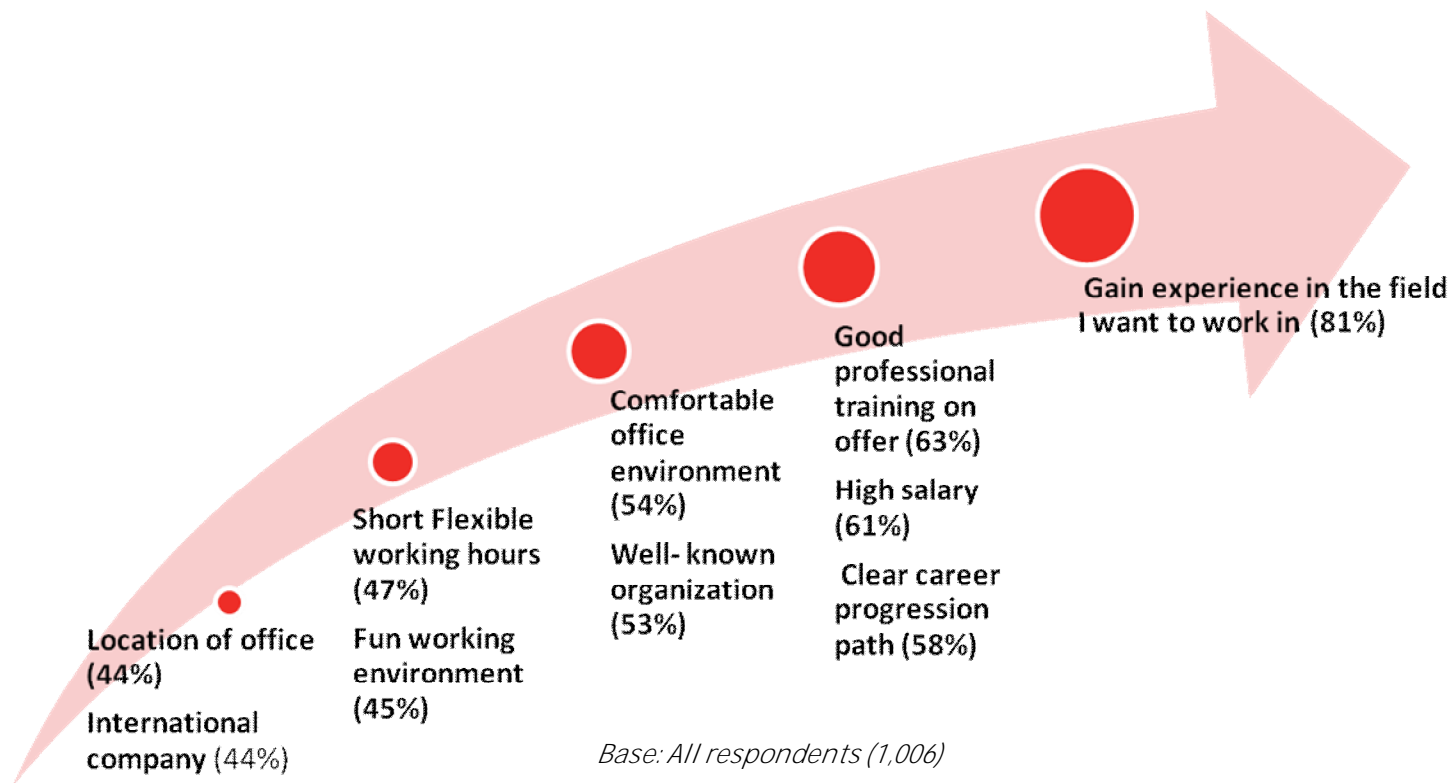 Location of office
(44%)
International
company (44%)
Short Flexible
working hours
(47%)
Fun working
environment
(45%)
Comfortable
office
environment
(54%)
Well- known
organization
(53%)
Good
professional
training on
offer (63%)
High salary
(61%)
Clear career
progression
path (58%)
Gain experience in the field
I want to work in (81%)
Base: All respondents (1,006)